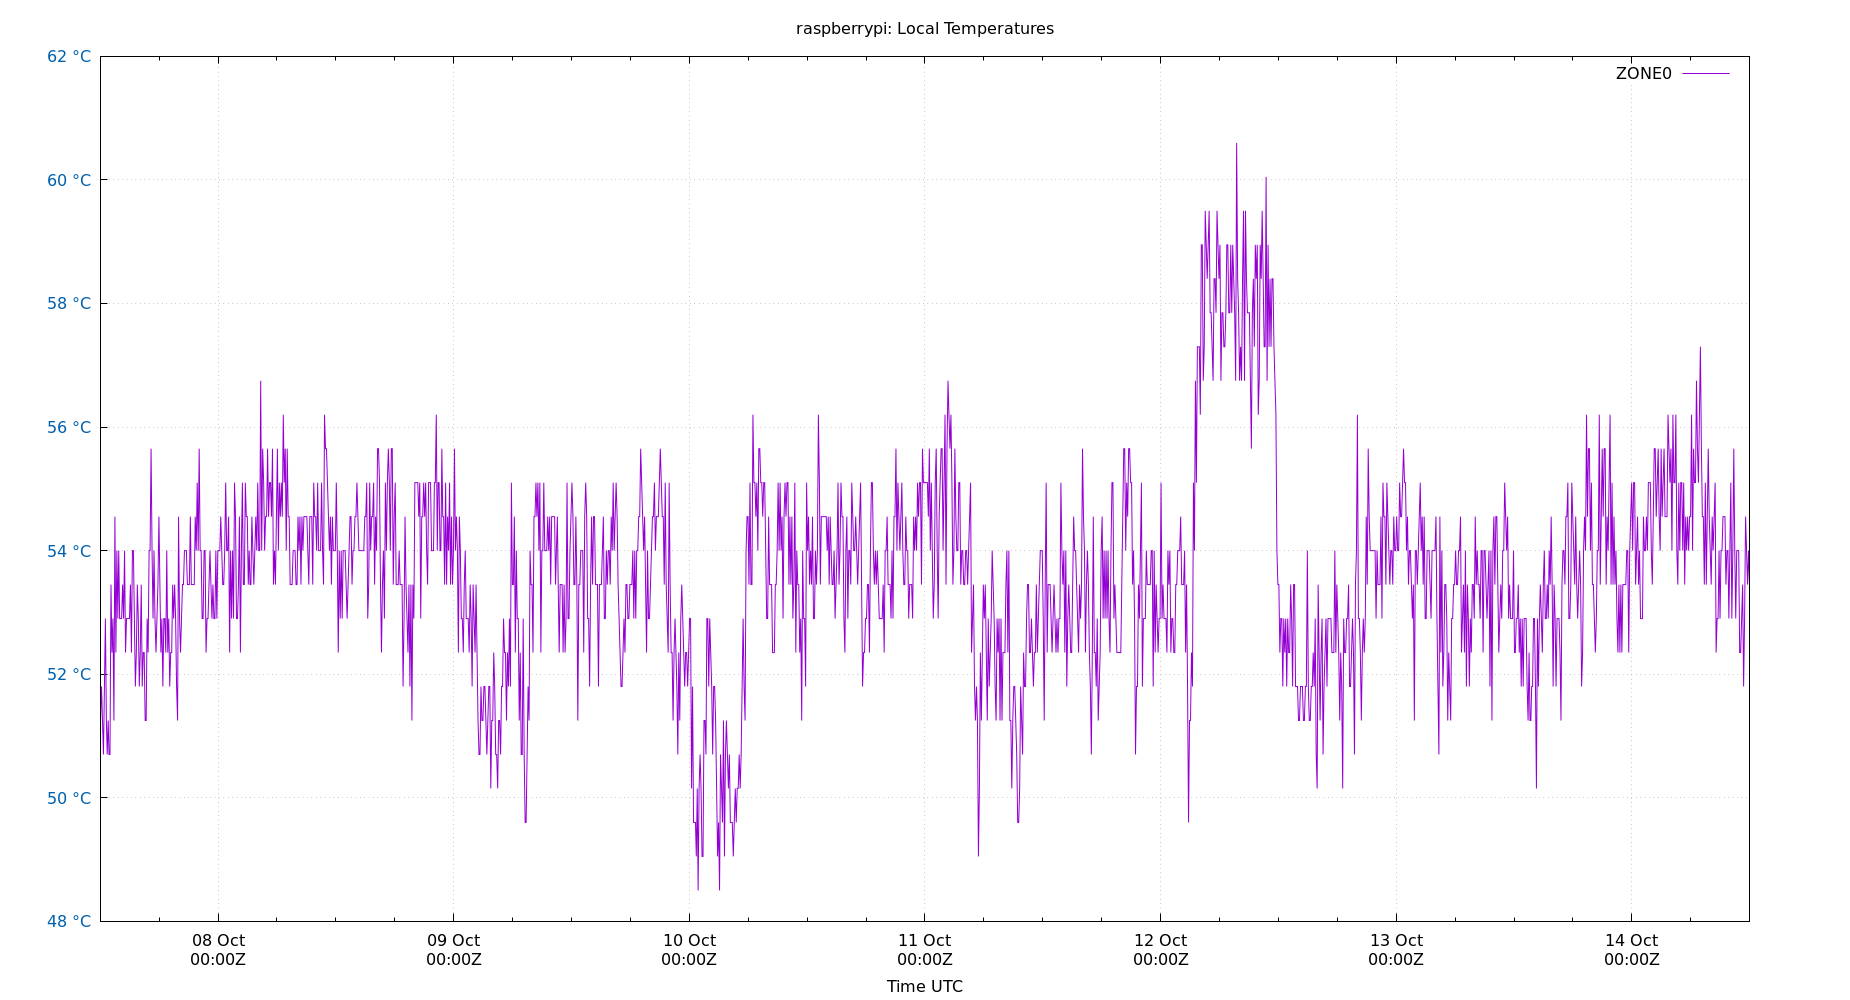 raspberrypi: Local Temperatures
62 °C
ZONE0
60 °C
58 °C
56 °C
54 °C
52 °C
50 °C
48 °C
08 Oct 09 Oct 10 Oct 11 Oct 12 Oct 13 Oct 14 Oct
00:00Z 00:00Z 00:00Z 00:00Z 00:00Z 00:00Z 00:00Z
Time UTC